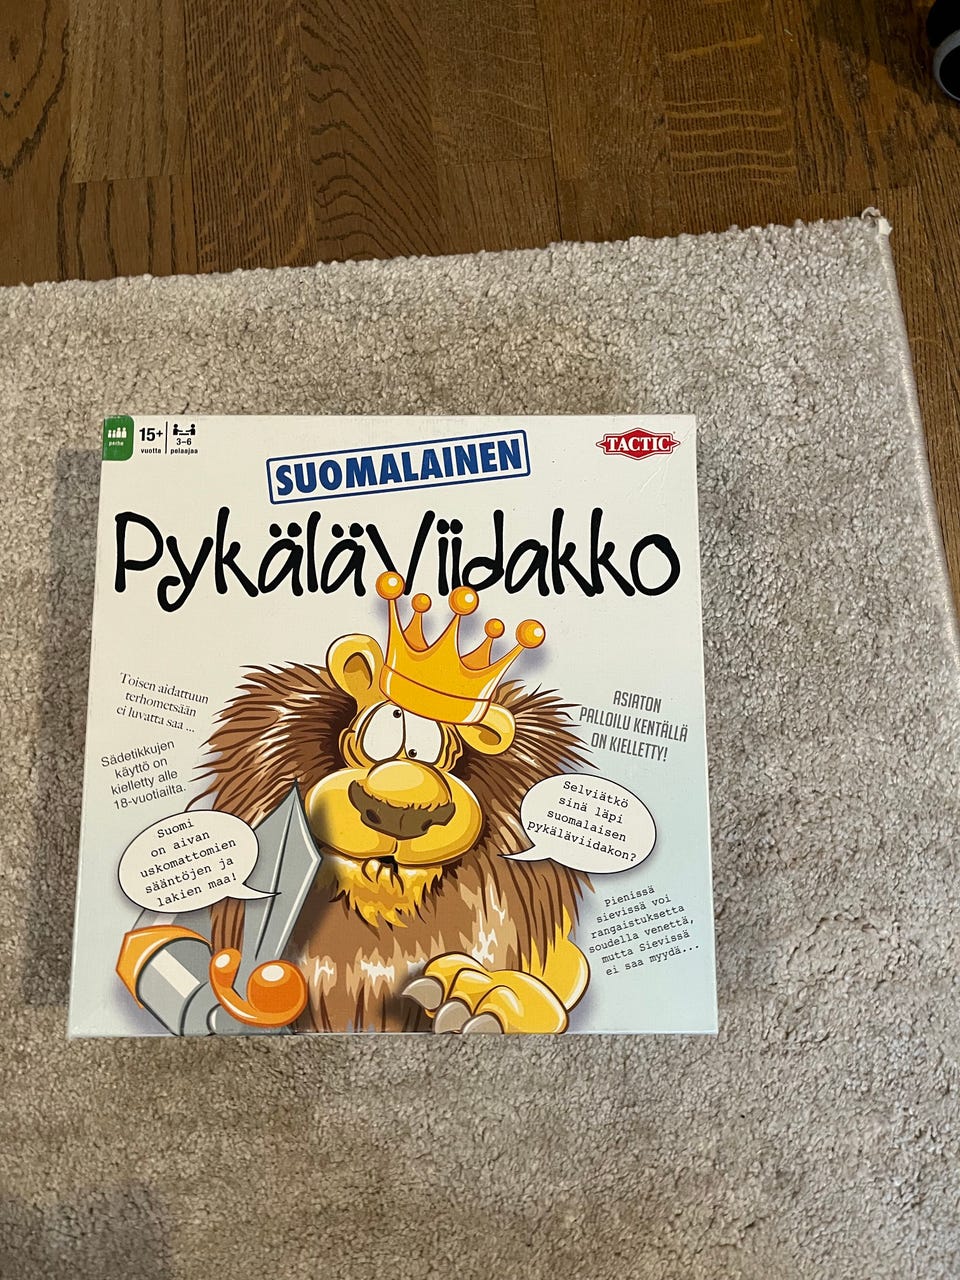 perhe
15+
vuotta
3-6
pelaajaa
TACTIC
SUOMALAINEN
PykäläViidakko
Toisen aidattuun
terhometsään
ei luvatta saa ...
Sädetikkujen
käyttö on
kielletty alle
18-vuotiailta.
Suomi
on aivan
uskomattomien
sääntöjen ja
lakien maa!
ASIATON
PALLOILU KENTÄLLÄ
ON KIELLETTY!
Selviätkö
sinä läpi
suomalaisen
pykäläviidakon?
Pienissä
sievissä voi
rangaistuksetta
soudella venettä,
mutta Sievissä
ei saa myydä...